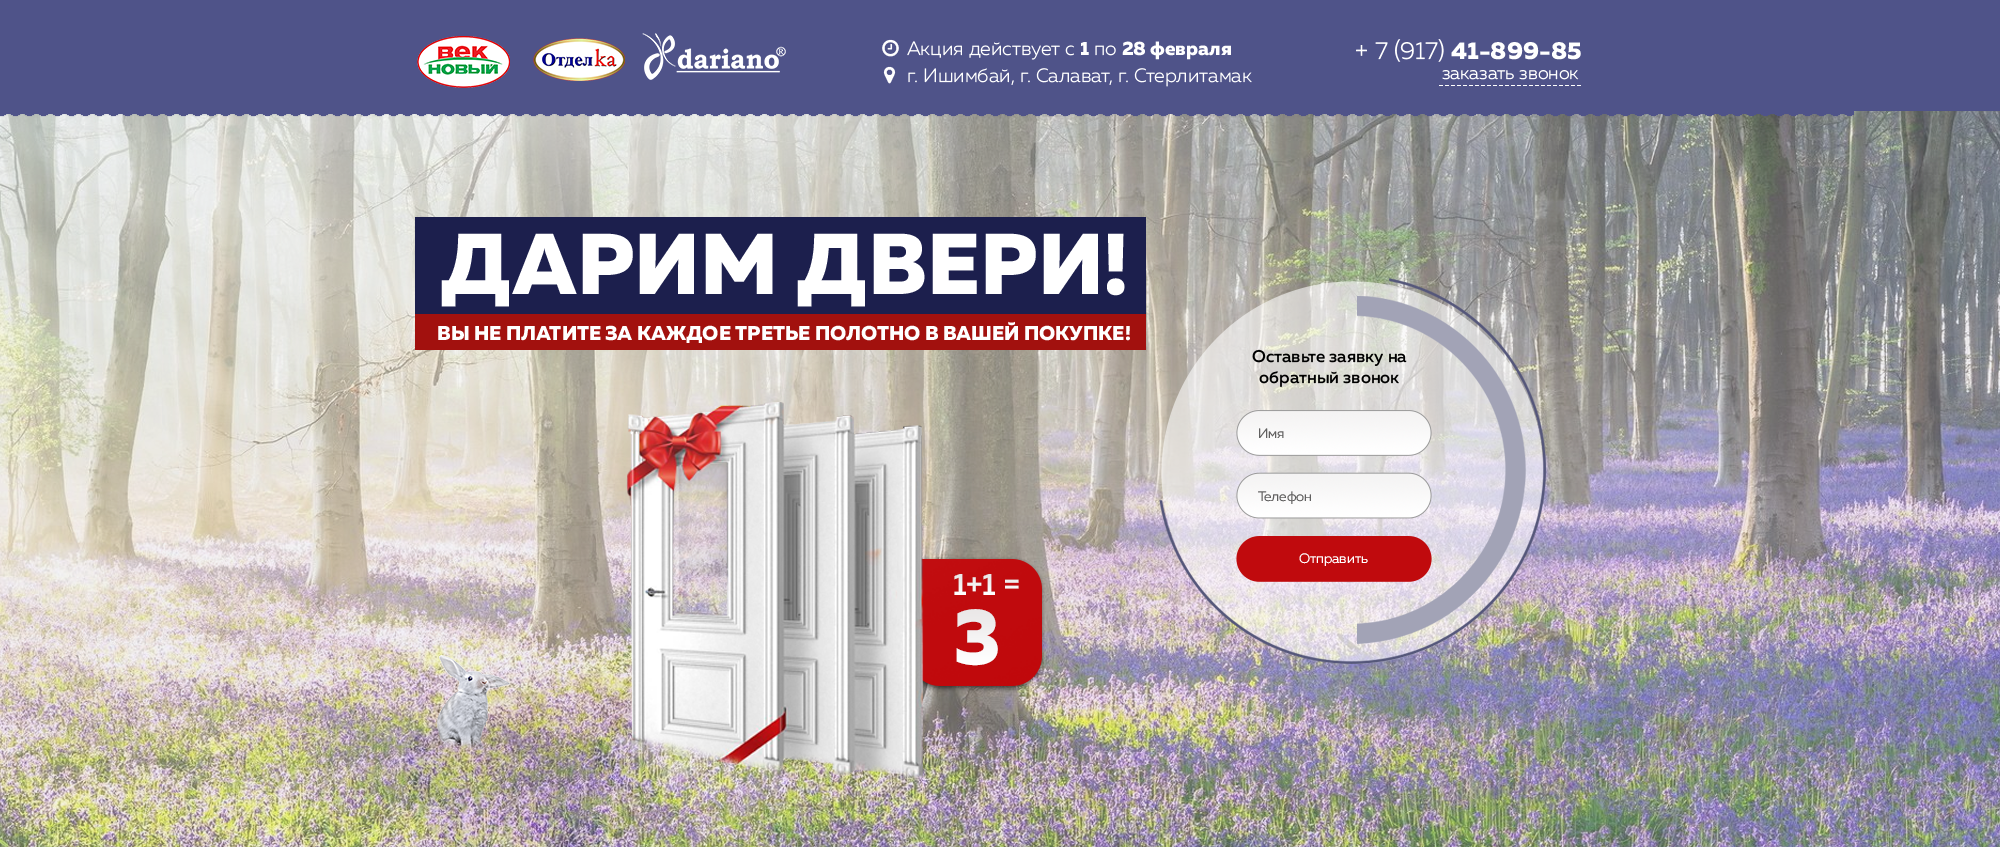 ВЕК
НОВЫЙ
Отделка
dariano®
Акция действует с 1 по 28 февраля
г. Ишимбай, г. Салават, г. Стерлитамак
+ 7 (917) 41-899-85
заказать звонок
ДАРИМ ДВЕРИ!
ВЫ НЕ ПЛАТИТЕ ЗА КАЖДОЕ ТРЕТЬЕ ПОЛОТНО В ВАШЕЙ ПОКУПКЕ!
Оставьте заявку на
обратный звонок
Имя
Телефон
Отправить
1+1 =
3